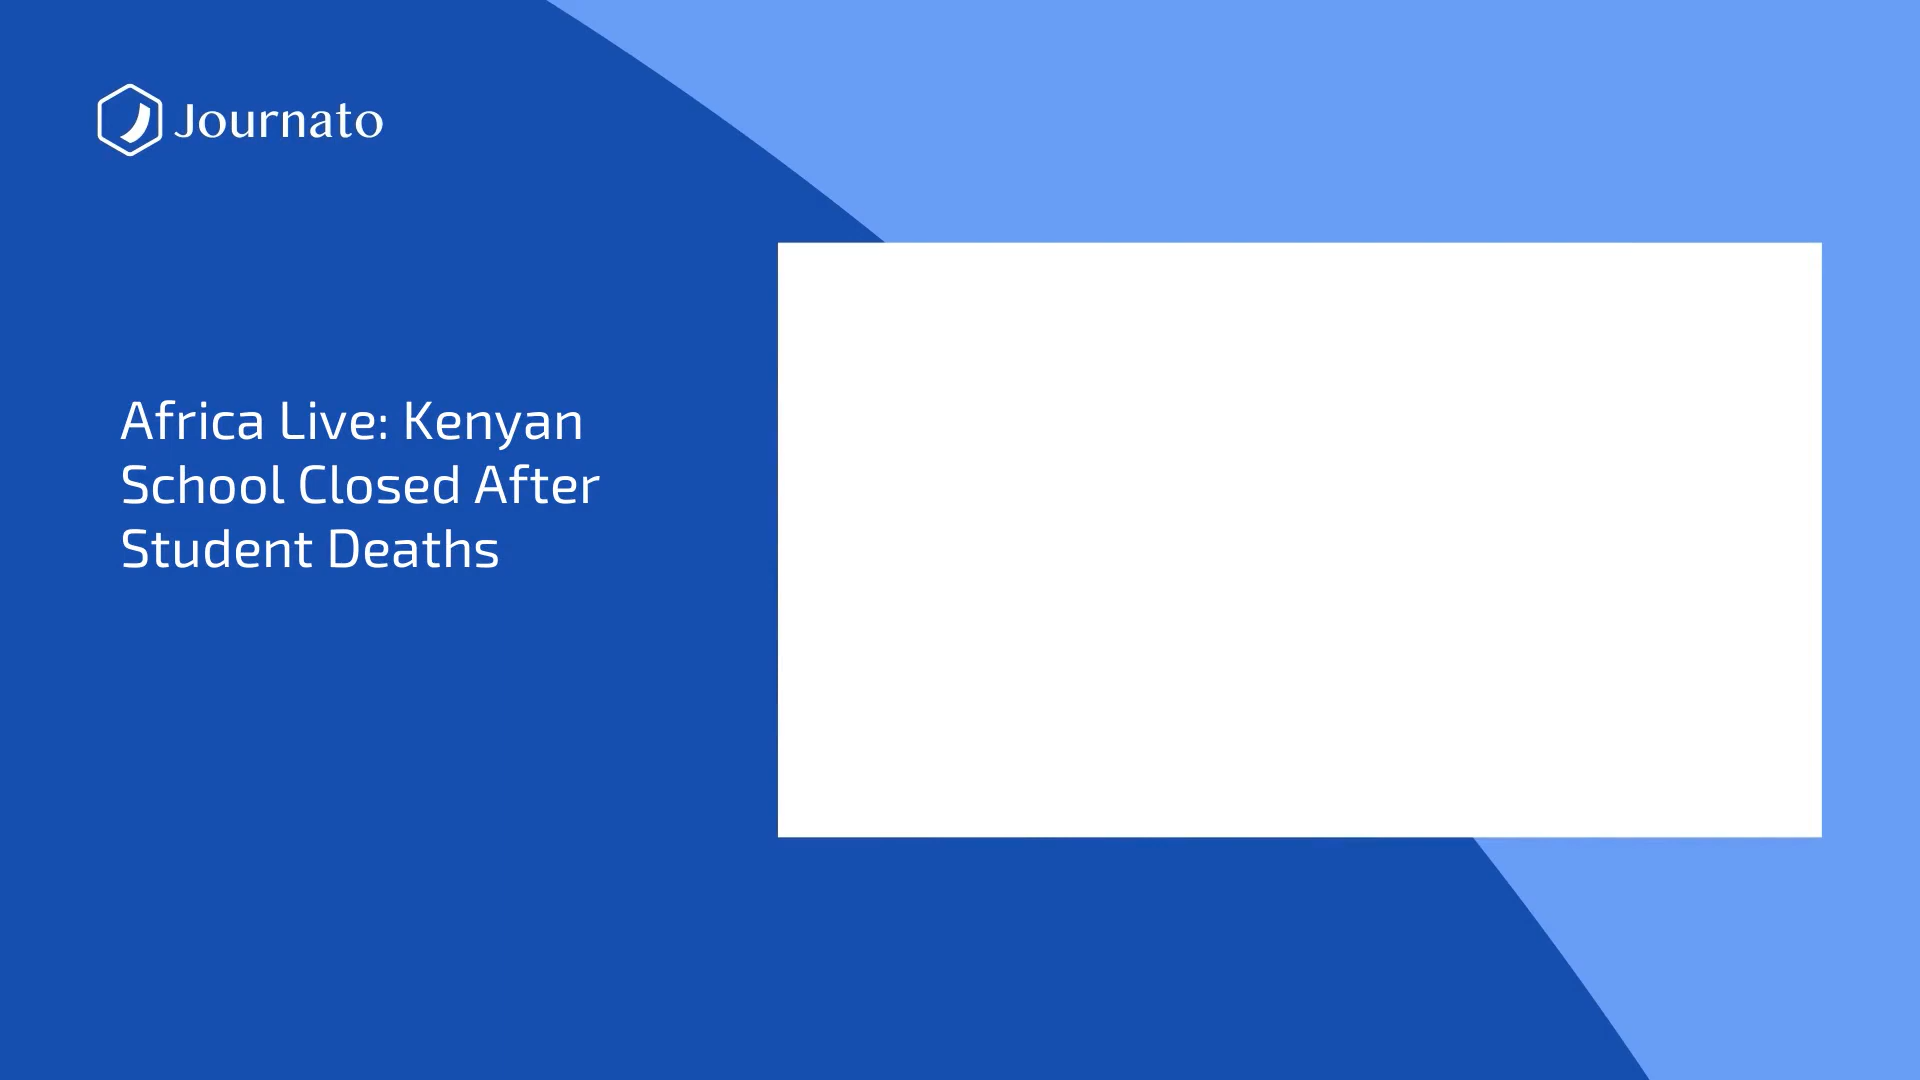 Journato
Africa Live: Kenyan
School Closed After
Student Deaths